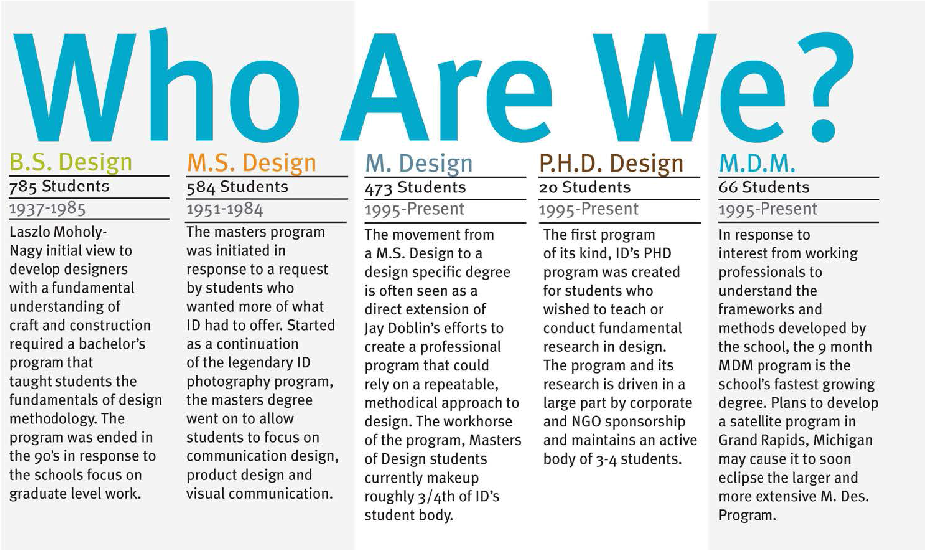 Who Are We?
B.S. Design
785 Students
1937-1985
Laszlo Moholy-
Nagy initial view to
develop designers
with a fundamental
understanding of
craft and construction
required a bachelor's
program that
taught students the
fundamentals of design
methodology. The
program was ended in
the 90's in response to
the schools focus on
graduate level work.
M.S. Design
584 Students
1951-1984
The masters program
was initiated in
response to a request
by students who
wanted more of what
ID had to offer. Started
as a continuation
of the legendary ID
photography program,
the masters degree
went on to allow
students to focus on
communication design,
product design and
visual communication.
M. Design
473 Students
1995-Present
The movement from
a M.S. Design to a
design specific degree
is often seen as a
direct extension of
Jay Doblin's efforts to
create a professional
program that could
rely on a repeatable,
methodical approach to
design. The workhorse
of the program, Masters
of Design students
currently makeup
roughly 3/4th of ID's
student body.
P.H.D. Design
20 Students
1995-Present
The first program
of its kind, ID's PHD
program was created
for students who
wished to teach or
conduct fundamental
research in design.
The program and its
research is driven in a
large part by corporate
and NGO sponsorship
and maintains an active
body of 3-4 students.
M.D.M.
66 Students
1995-Present
In response to
interest from working
professionals to
understand the
frameworks and
methods developed by
the school, the 9 month
MDM program is the
school's fastest growing
degree. Plans to develop
a satellite program in
Grand Rapids, Michigan
may cause it to soon
eclipse the larger and
more extensive M. Des.
Program.